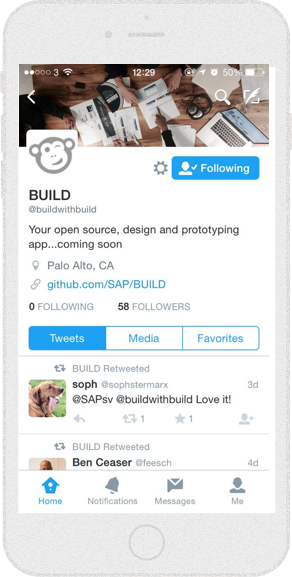 3 12:29 50%
Following
BUILD
@buildwithbuild
Your open source, design and prototyping
app...coming soon
Palo Alto, CA
github.com/SAP/BUILD
0 FOLLOWING 58 FOLLOWERS
Tweets Media Favorites
BUILD Retweeted
soph @sophstermarx 3d
@SAPsv @buildwithbuild Love it!
1 1
BUILD Retweeted
Ben Ceaser @feesch 4d
Home Notifications Messages Me